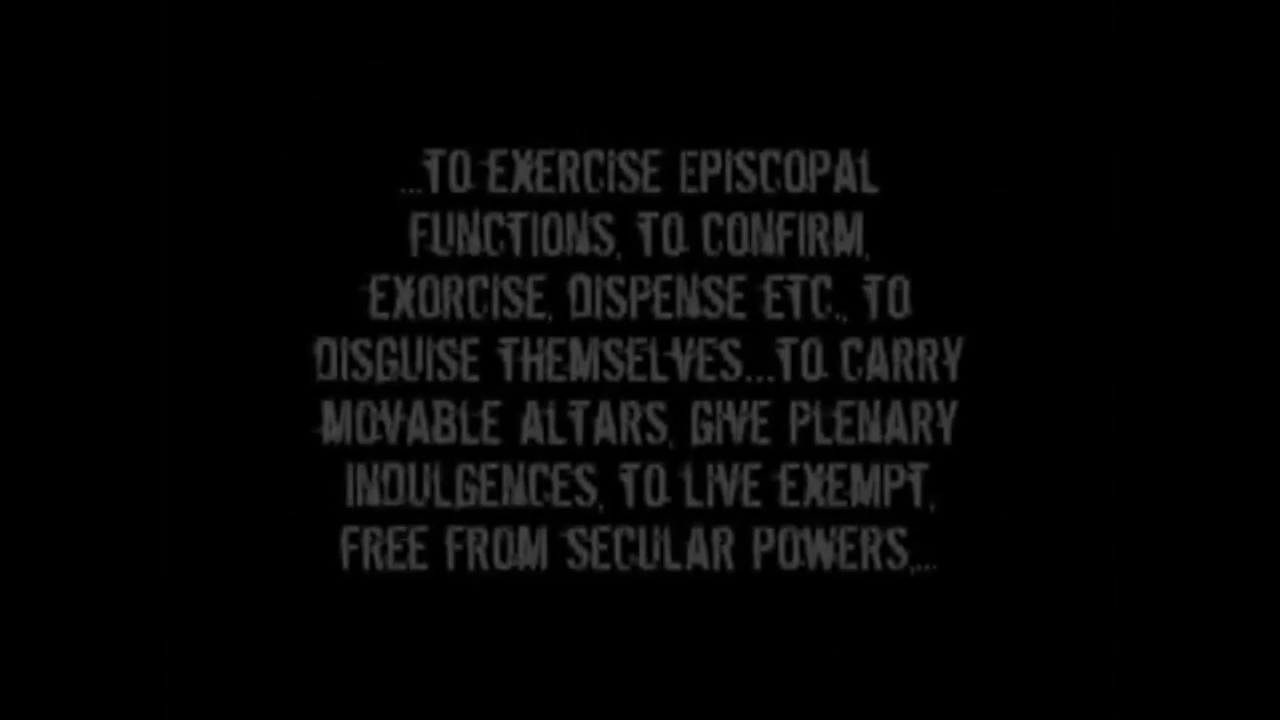 ...TO EXERCISE EPISCOPAL
FUNCTIONS, TO CONFIRM,
EXORCISE, DISPENSE ETC., TO
DISGUISE THEMSELVES...TO CARRY
MOVABLE ALTARS, GIVE PLENARY
INDULGENCES, TO LIVE EXEMPT,
FREE FROM SECULAR POWERS,...